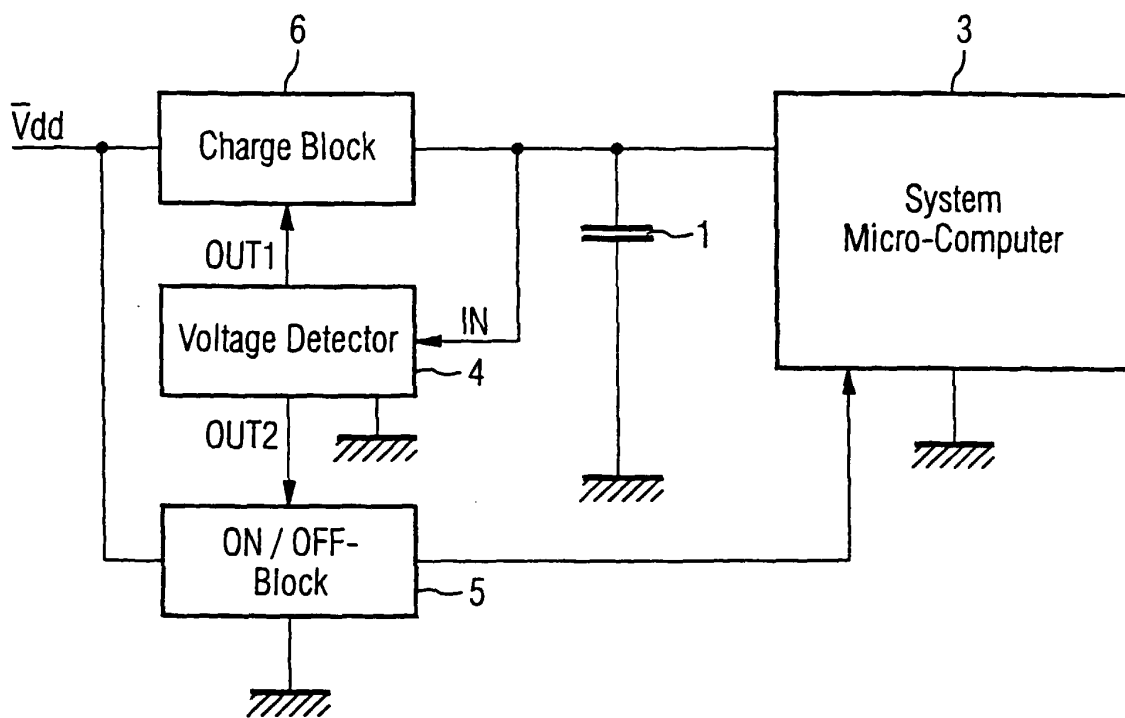 6
3
Vdd
Charge Block
System
Micro-Computer
1
OUT1
IN
Voltage Detector
4
OUT2
ON / OFF-
Block
5